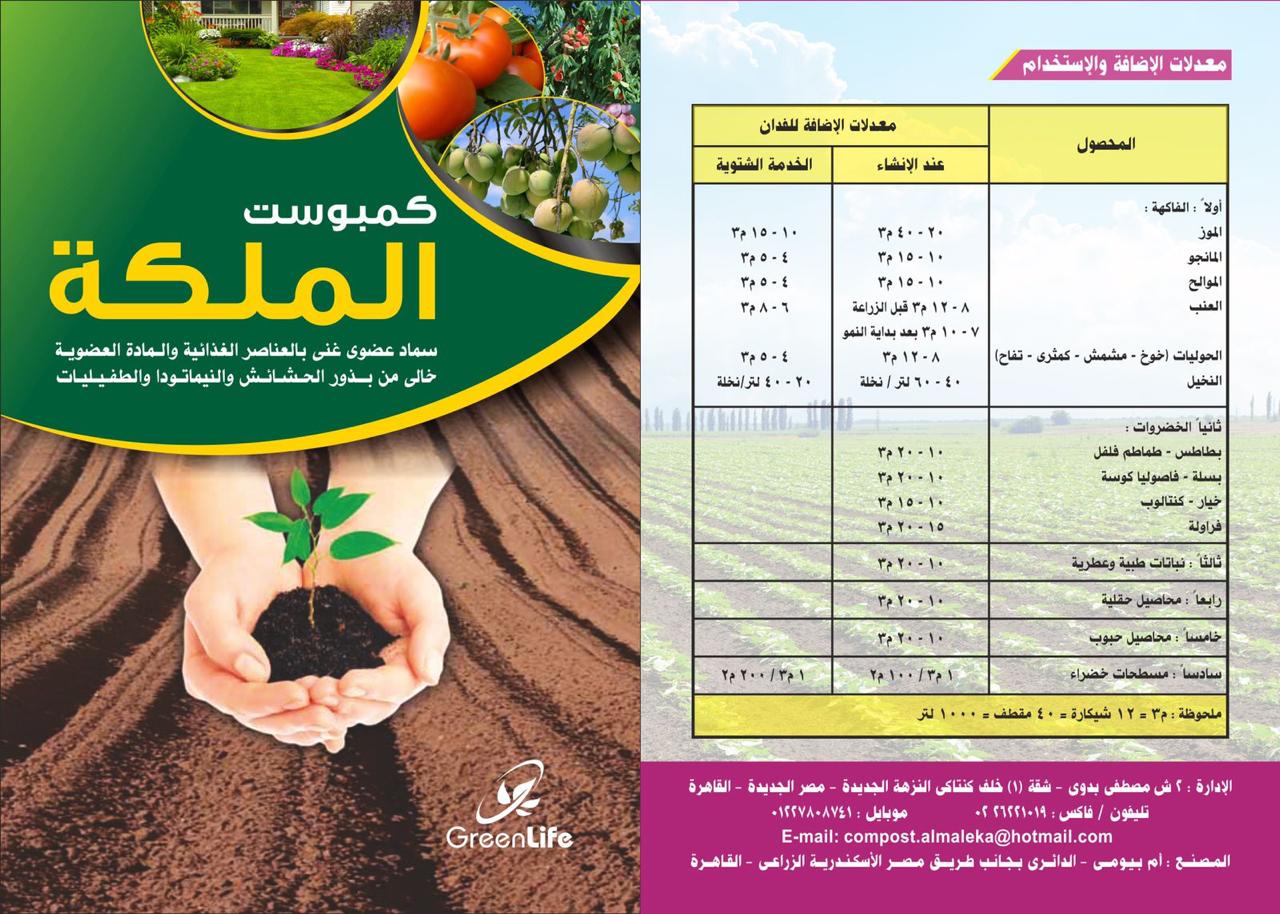 كمبوست
الملكة
سماد عضوى غنى بالعناصر الغذائية والمادة العضوية
خالى من بذور الحشائش والنيماتودا والطفيليات
GreenLife
معدلات الإضافة والإستخدام
المحصول
معدلات الإضافة للفدان
عند الإنشاء
الخدمة الشتوية
أولاً : الفاكهة :
الموز ٢٠ - ٤٠ م٣ ١٠ - ١٥ م٣
المانجو ١٠ - ١٥ م٣ ٤ - ٥ م٣
الموالح ١٠ - ١٥ م٣ ٤ - ٥ م٣
العنب ٨ - ١٢ م٣ قبل الزراعة ٦ - ٨ م٣
٧ - ١٠ م٣ بعد بداية النمو
الحوليات (خوخ - مشمش - كمثرى - تفاح) ٨ - ١٢ م٣ ٤ - ٥ م٣
النخيل ٤٠ - ٦٠ لتر / نخلة ٢٠ - ٤٠ لتر/نخلة
ثانياً الخضروات :
بطاطس - طماطم فلفل ١٠ - ٢٠ م٣
بسلة - فاصوليا كوسة ١٠ - ٢٠ م٣
خيار - كنتالوب ١٠ - ١٥ م٣
فراولة ١٥ - ٢٠ م٣
ثالثاً : نباتات طبية وعطرية ١٠ - ٢٠ م٣
رابعاً : محاصيل حقلية ١٠ - ٢٠ م٣
خامساً : محاصيل حبوب ١٠ - ٢٠ م٣
سادساً : مسطحات خضراء ١ م٣ / ١٠٠ م٢ ١ م٣ / ٢٠٠ م٢
ملحوظة : م٣ = ١٢ شيكارة = ٤٠ مقطف = ١٠٠٠ لتر
الإدارة : ٢ ش مصطفى بدوى - شقة (١) خلف كنتاكى النزهة الجديدة - مصر الجديدة - القاهرة
تليفون / فاكس : ٢٦٢٢١٠١٩ ٠٢ موبايل : ٠١٢٢٧٨٠٨٧٤١
E-mail: compost.almaleka@hotmail.com
المصنع : أم بيومى - الدائرى بجانب طريق مصر الأسكندرية الزراعى - القاهرة